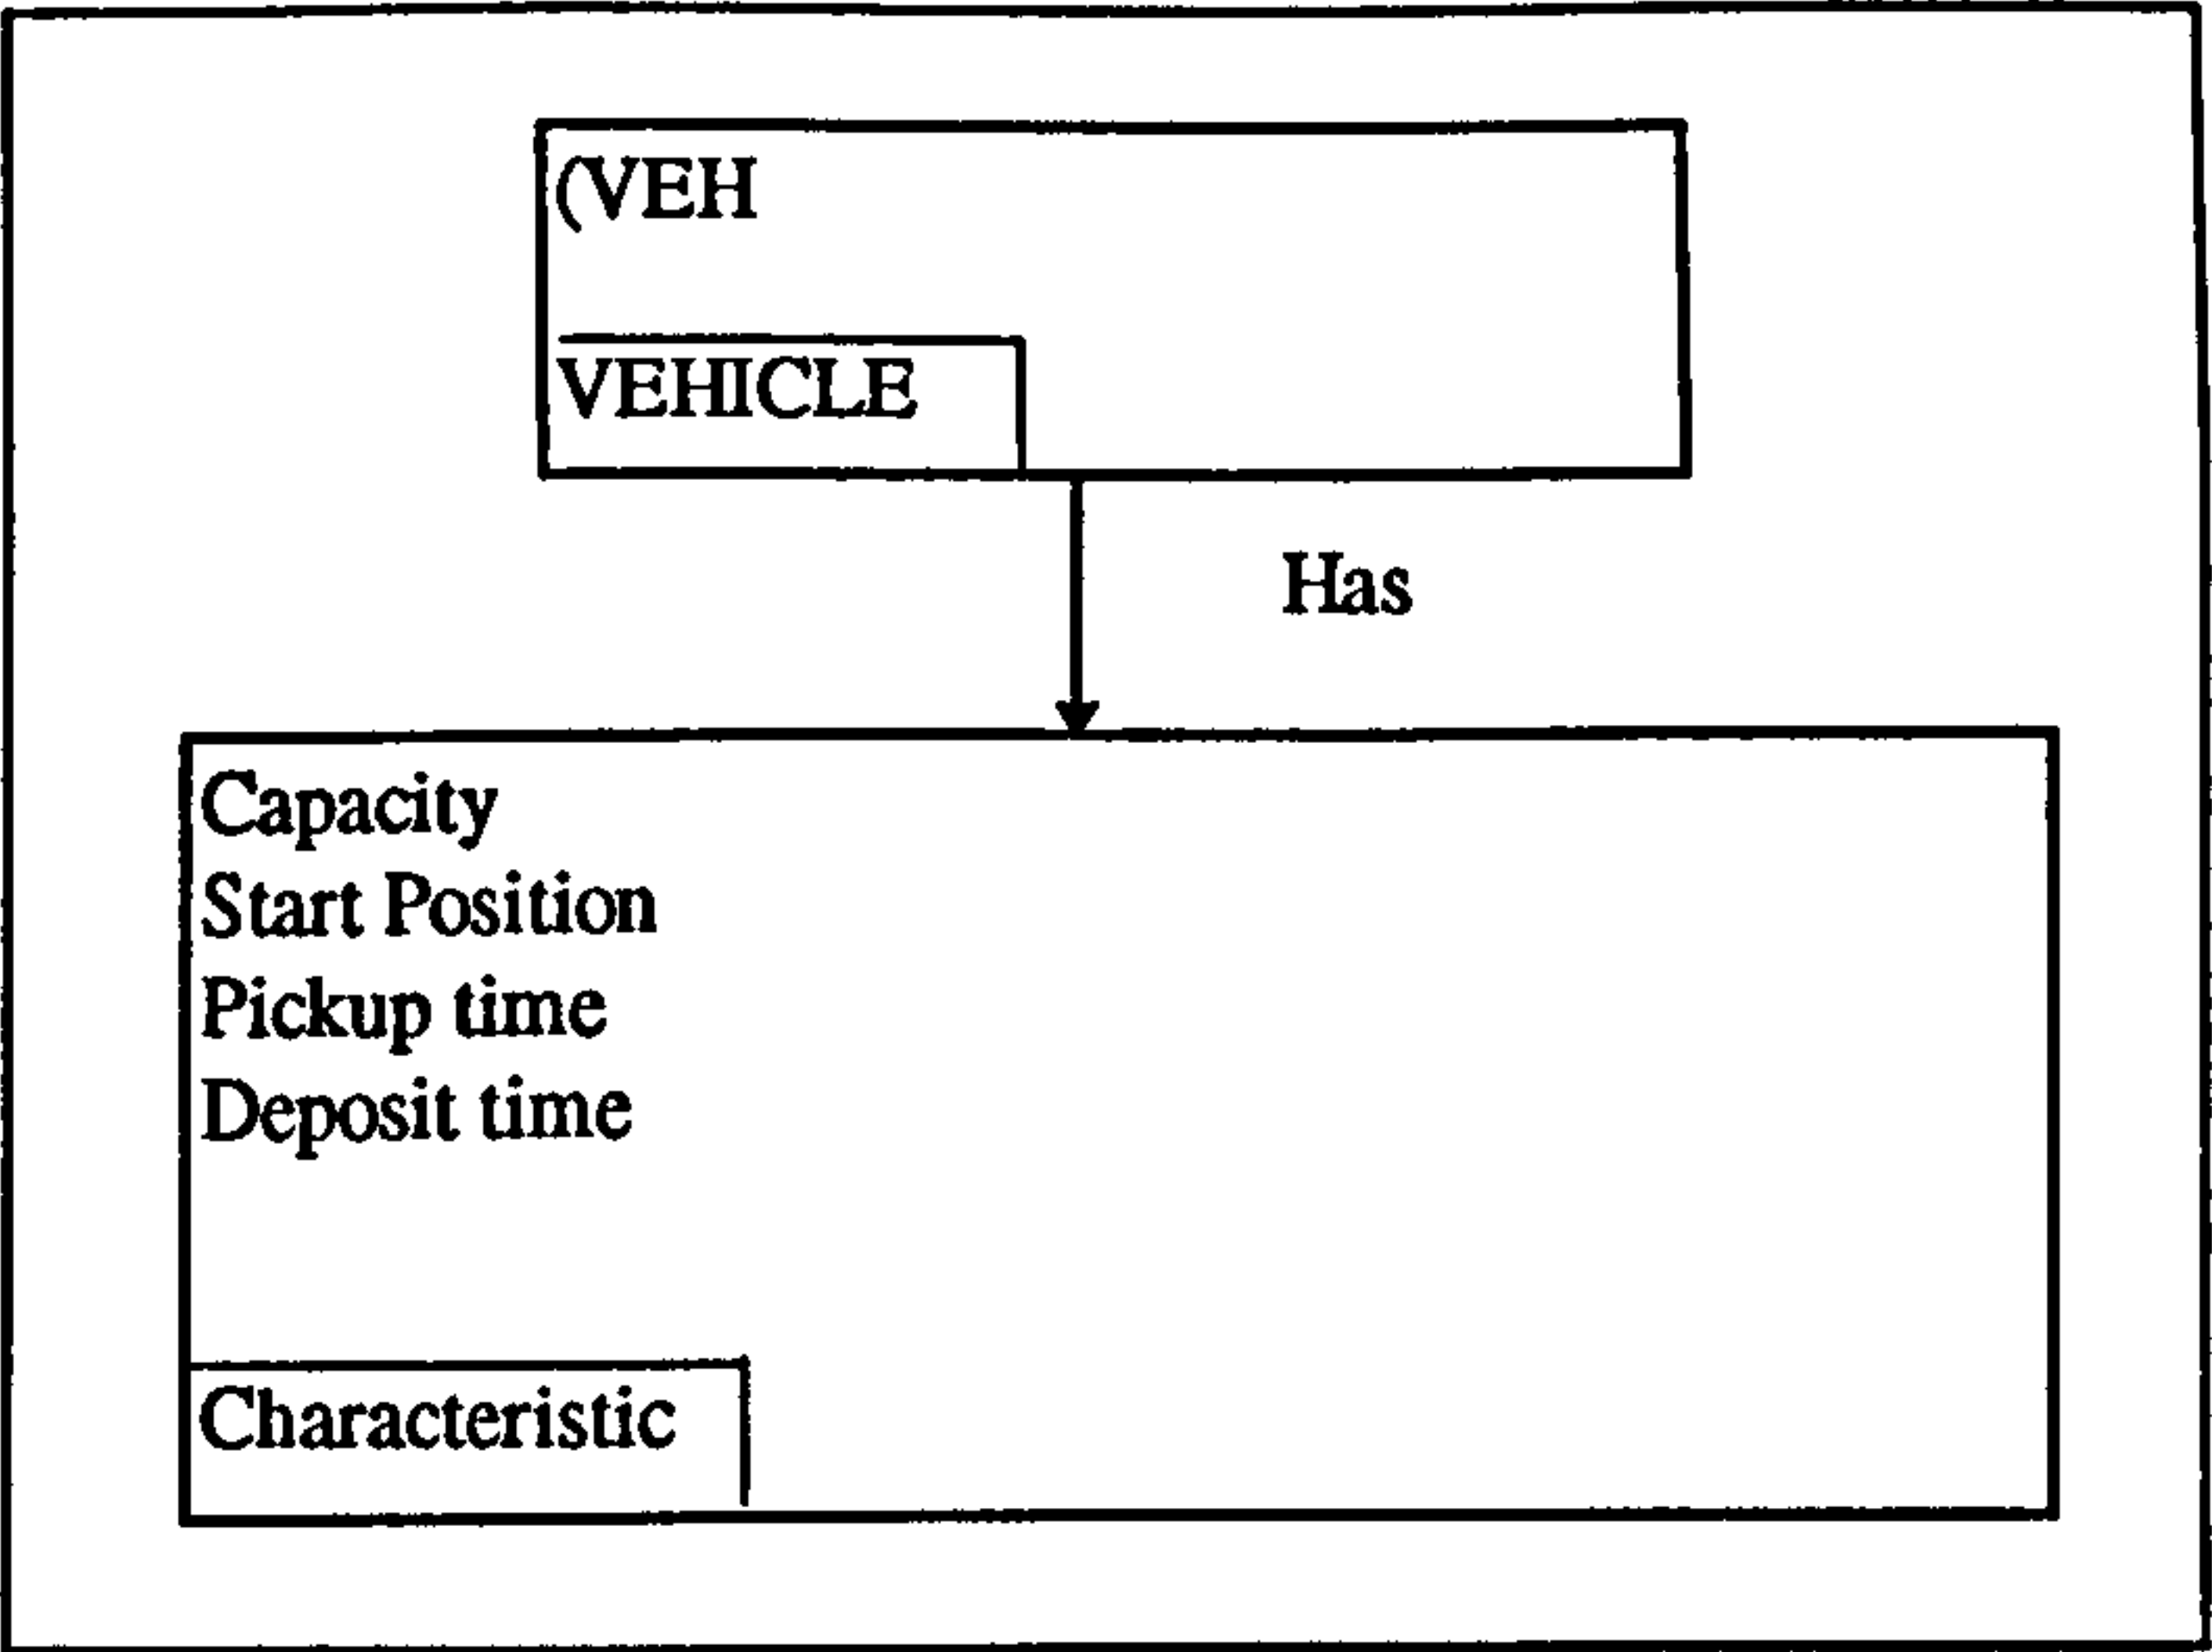 (VEH
VEHICLE
Has
Capacity
Start Position
Pickup time
Deposit time
Characteristic